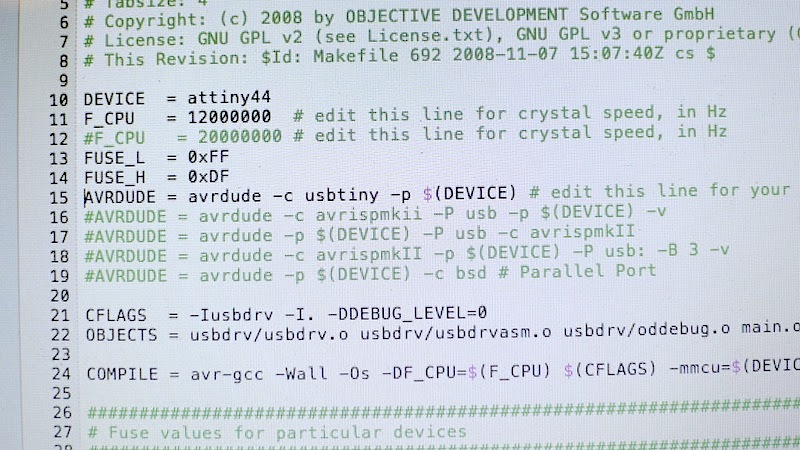 5 # Tabsize: 4
6 # Copyright: (c) 2008 by OBJECTIVE DEVELOPMENT Software GmbH
7 # License: GNU GPL v2 (see License.txt), GNU GPL v3 or proprietary (
8 # This Revision: $Id: Makefile 692 2008-11-07 15:07:40Z cs $
9
10 DEVICE = attiny44
11 F_CPU = 12000000 # edit this line for crystal speed, in Hz
12 #F_CPU = 20000000 # edit this line for crystal speed, in Hz
13 FUSE_L = 0xFF
14 FUSE_H = 0xDF
15 AVRDUDE = avrdude -c usbtiny -p $(DEVICE) # edit this line for your
16 #AVRDUDE = avrdude -c avrispmkii -P usb -p $(DEVICE) -v
17 #AVRDUDE = avrdude -p $(DEVICE) -P usb -c avrispmkII
18 #AVRDUDE = avrdude -c avrispmkII -p $(DEVICE) -P usb: -B 3 -v
19 #AVRDUDE = avrdude -p $(DEVICE) -c bsd # Parallel Port
20
21 CFLAGS = -Iusbdrv -I. -DDEBUG_LEVEL=0
22 OBJECTS = usbdrv/usbdrv.o usbdrv/usbdrvasm.o usbdrv/oddebug.o main.o
23
24 COMPILE = avr-gcc -Wall -Os -DF_CPU=$(F_CPU) $(CFLAGS) -mmcu=$(DEVIC
25
26 ######################################################################
27 # Fuse values for particular devices
28 ######################################################################